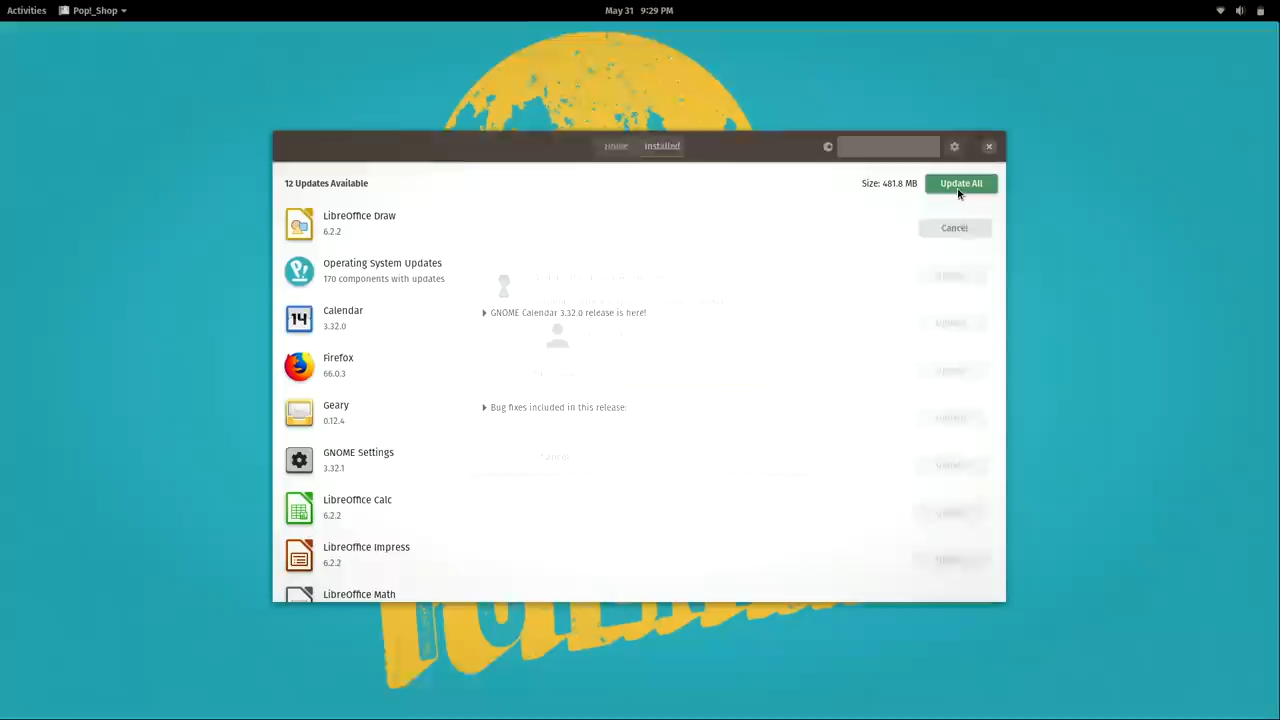 Activities
Pop!_Shop
May 31 9:29 PM
Home Installed
12 Updates Available
Size: 481.8 MB
Update All
LibreOffice Draw
6.2.2
Cancel
Operating System Updates
170 components with updates
Calendar
3.32.0
GNOME Calendar 3.32.0 release is here!
Firefox
66.0.3
Geary
0.12.4
Bug fixes included in this release:
GNOME Settings
3.32.1
Cancel
LibreOffice Calc
6.2.2
LibreOffice Impress
6.2.2
LibreOffice Math